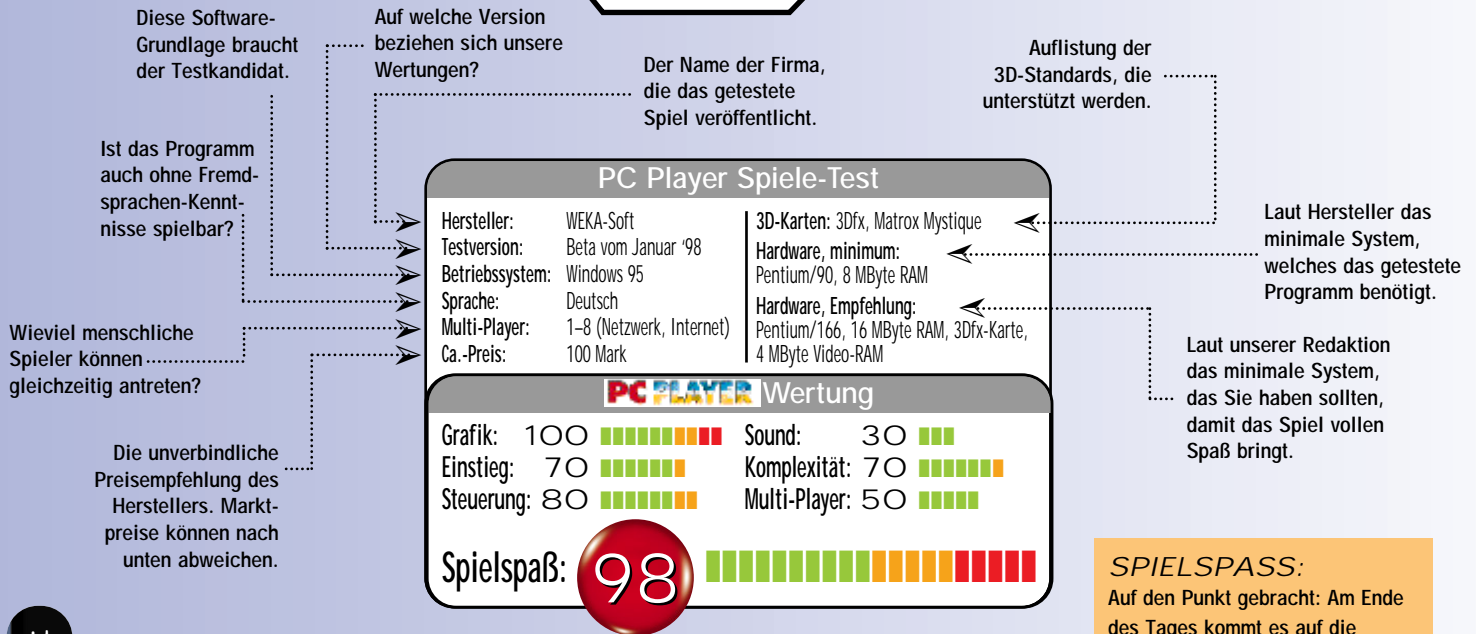 Diese Software-
Grundlage braucht
der Testkandidat.
Auf welche Version
beziehen sich unsere
Wertungen?
Der Name der Firma,
die das getestete
Spiel veröffentlicht.
Auflistung der
3D-Standards, die
unterstützt werden.
Ist das Programm
auch ohne Fremd-
sprachen-Kennt-
nisse spielbar?
Wieviel menschliche
Spieler können
gleichzeitig antreten?
Die unverbindliche
Preisempfehlung des
Herstellers. Markt-
preise können nach
unten abweichen.
PC Player Spiele-Test
Hersteller: WEKA-Soft
Testversion: Beta vom Januar '98
Betriebssystem: Windows 95
Sprache: Deutsch
Multi-Player: 1–8 (Netzwerk, Internet)
Ca.-Preis: 100 Mark
3D-Karten: 3Dfx, Matrox Mystique
Hardware, minimum:
Pentium/90, 8 MByte RAM
Hardware, Empfehlung:
Pentium/166, 16 MByte RAM, 3Dfx-Karte,
4 MByte Video-RAM
PC PLAYER Wertung
Grafik: 100 Sound: 30
Einstieg: 70 Komplexität: 70
Steuerung: 80 Multi-Player: 50
Spielspaß: 98
Laut Hersteller das
minimale System,
welches das getestete
Programm benötigt.
Laut unserer Redaktion
das minimale System,
das Sie haben sollten,
damit das Spiel vollen
Spaß bringt.
SPIELSPASS:
Auf den Punkt gebracht: Am Ende
des Tages kommt es auf die